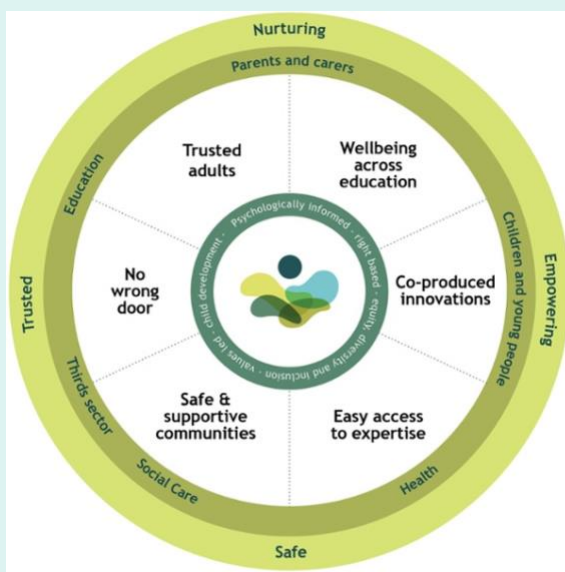 Nurturing
Parents and carers
Education
Children and young people
Trusted
Empowering
Thirds sector
Social Care
Health
Safe
Trusted
adults
Wellbeing
across
education
No
wrong
door
Co-produced
innovations
Safe &
supportive
communities
Easy access
to expertise
Psychologically Informed - right based - equity, diversity and inclusion - values led - child development -